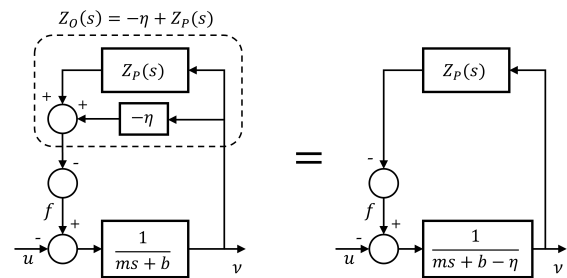 Z_O(s) = −η + Z_P(s)
Z_P(s)
+
+
−η
-
f
-
+
u
1
ms + b
ν
=
Z_P(s)
-
f
-
+
u
1
ms + b − η
ν